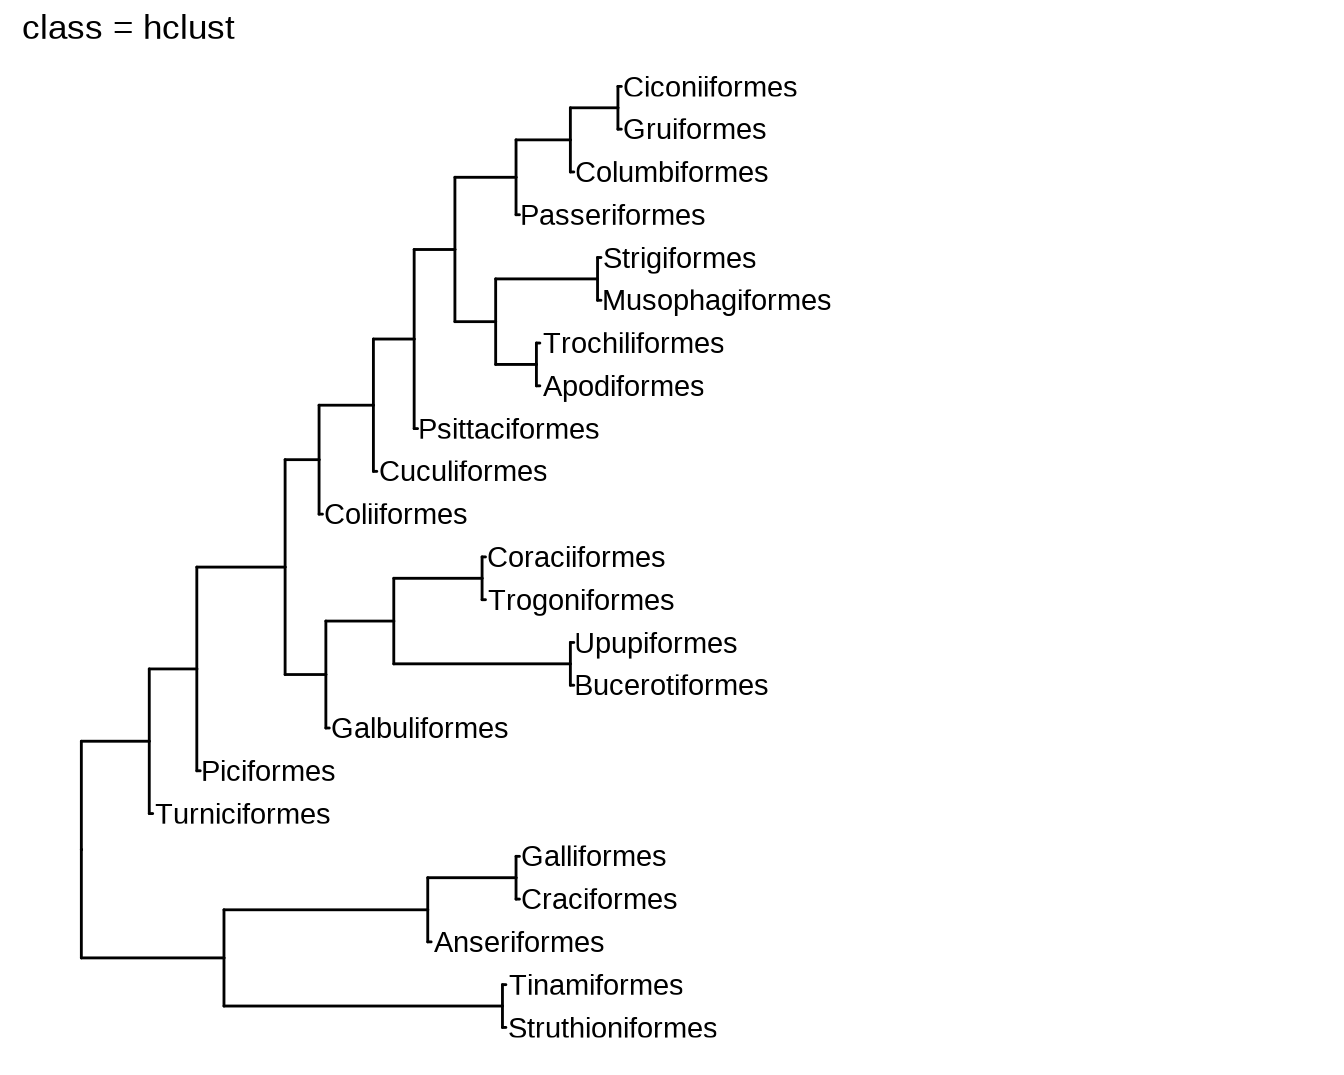 class = hclust
Ciconiiformes
Gruiformes
Columbiformes
Passeriformes
Strigiformes
Musophagiformes
Trochiliformes
Apodiformes
Psittaciformes
Cuculiformes
Coliiformes
Coraciiformes
Trogoniformes
Upupiformes
Bucerotiformes
Galbuliformes
Piciformes
Turniciformes
Galliformes
Craciformes
Anseriformes
Tinamiformes
Struthioniformes